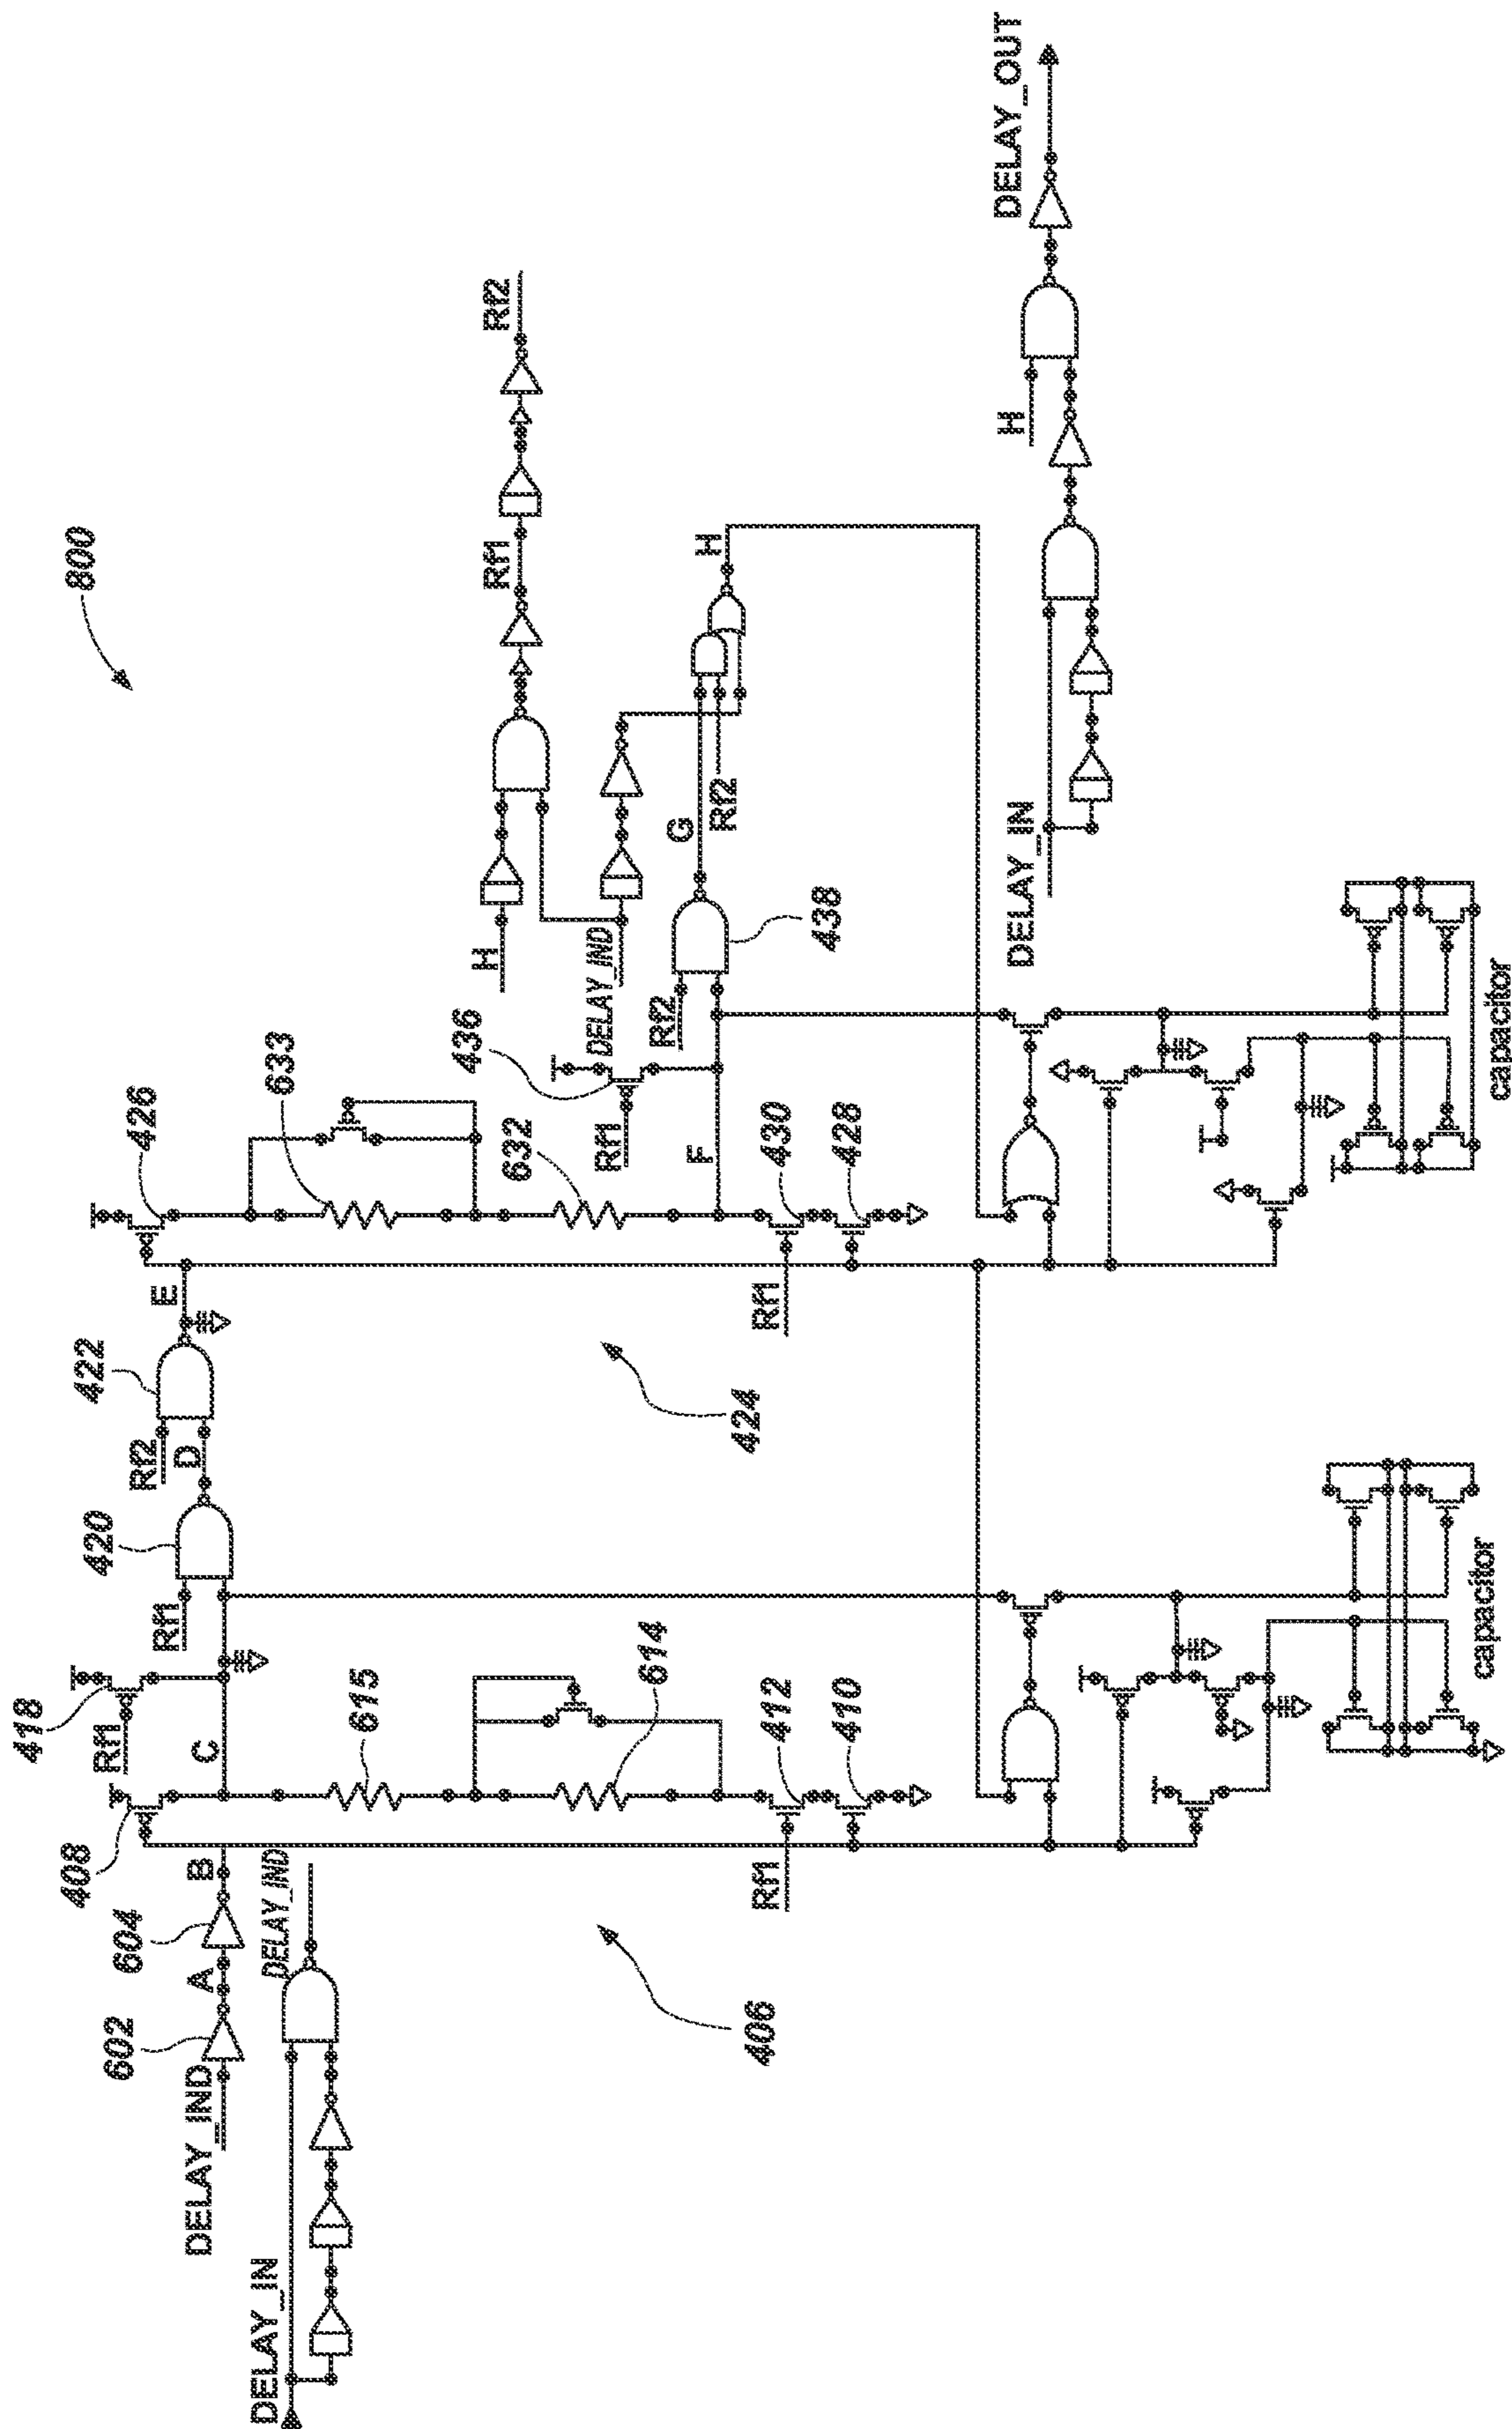 800
418
408
422
420
602
604
426
Rf1
Rf2
Rf1
E
D
DELAY_IND
A
B
C
DELAY_IN
DELAY_IND
633
615
436
H
Rf1
Rf2
632
DELAY_IND
Rf1
614
Rf2
G
F
H
Rf2
406
424
Rf1
412
Rf1
430
438
410
428
DELAY_IN
H
DELAY_OUT
capacitor
capacitor